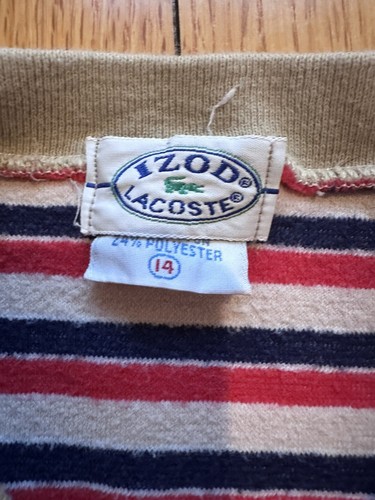 IZOD®
LACOSTE®
24% POLYESTER
14